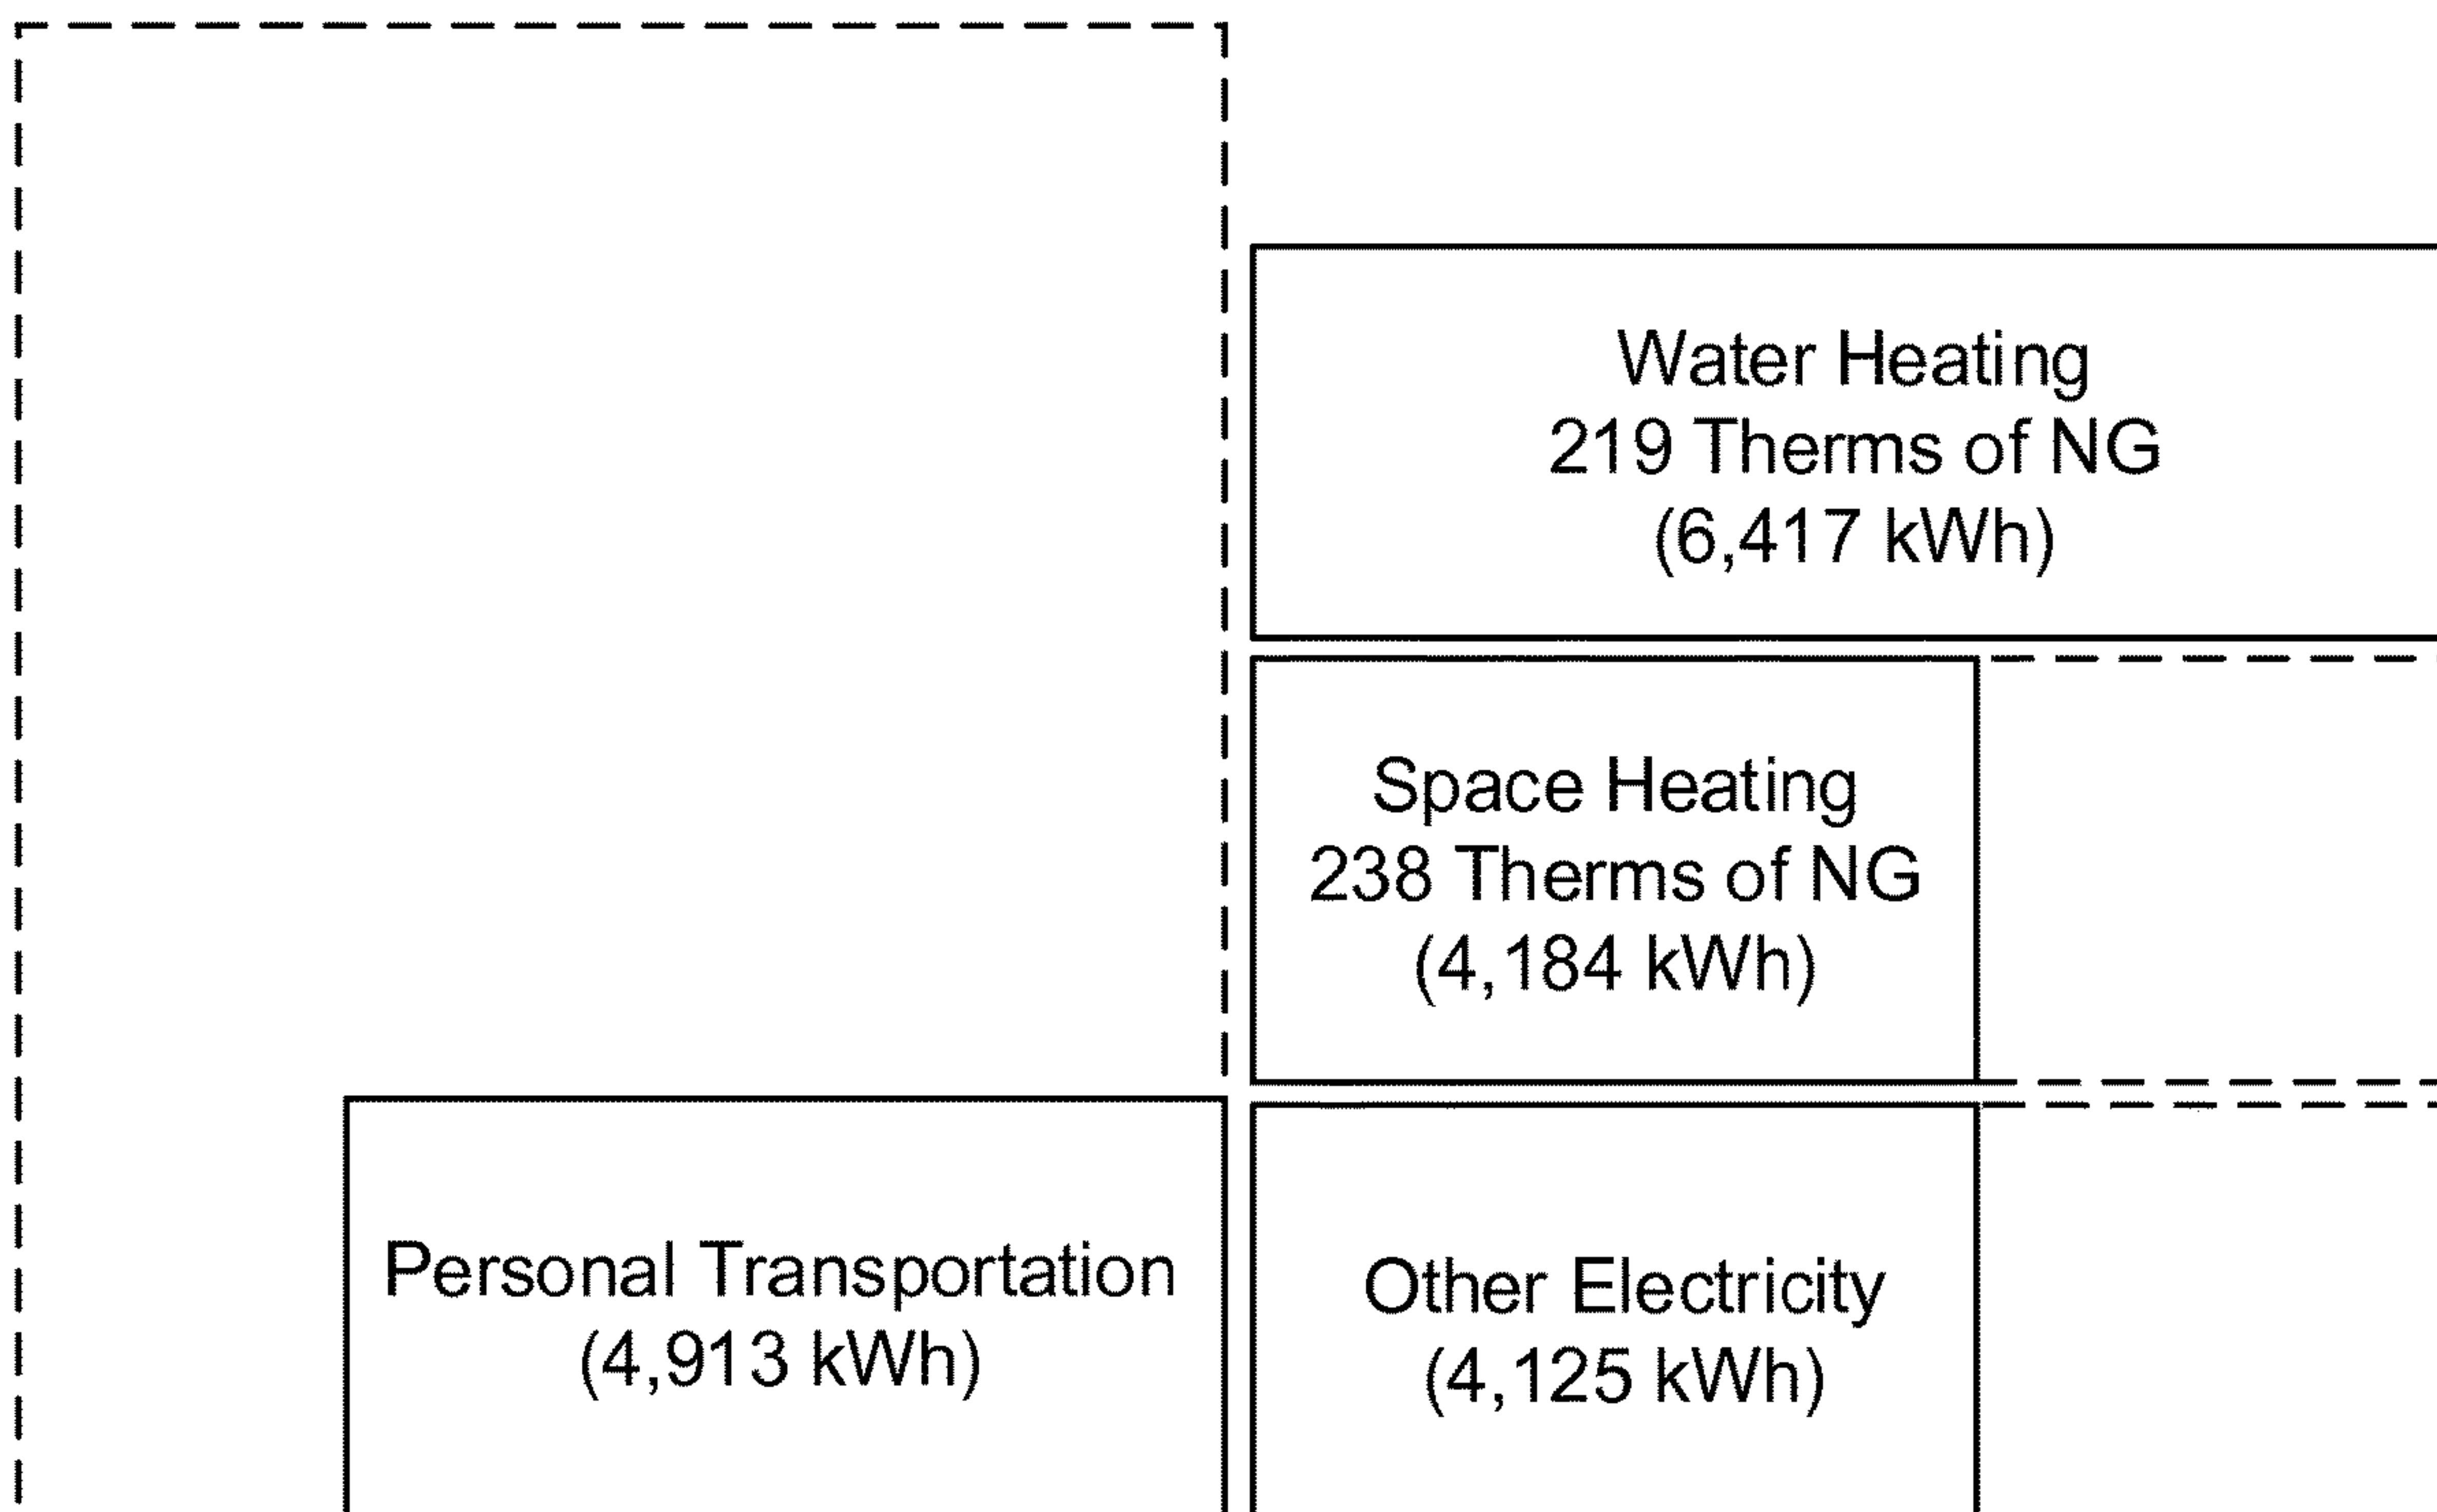 Water Heating
219 Therms of NG
(6,417 kWh)
Space Heating
238 Therms of NG
(4,184 kWh)
Personal Transportation
(4,913 kWh)
Other Electricity
(4,125 kWh)